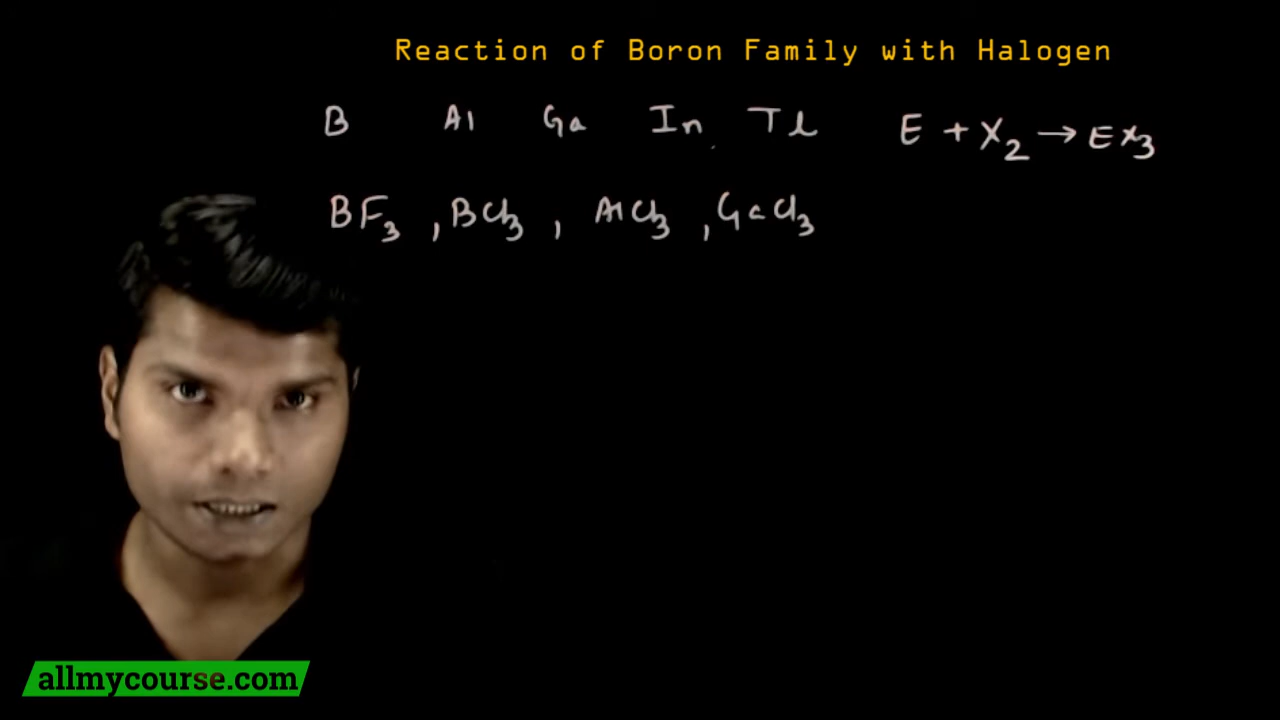 Reaction of Boron Family with Halogen
B Al Ga In Tl E + X₂ → EX₃
BF₃ , BCl₃ , AlCl₃ , GaCl₃
allmycourse.com